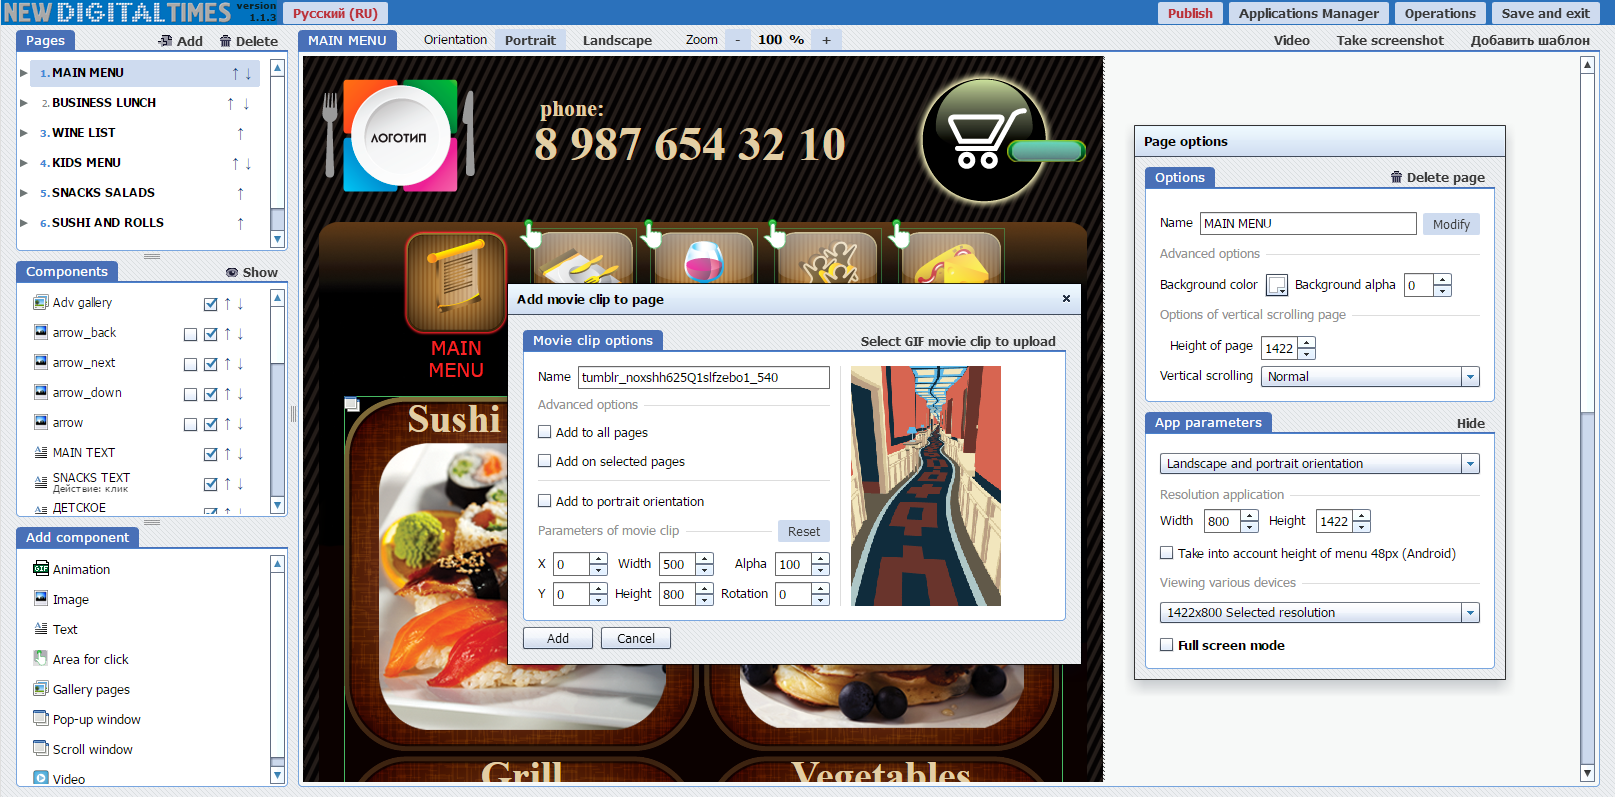 NEW DIGITAL TIMES version 1.1.3
Русский (RU)
Publish
Applications Manager
Operations
Save and exit
Pages
Add
Delete
1. MAIN MENU
2. BUSINESS LUNCH
3. WINE LIST
4. KIDS MENU
5. SNACKS SALADS
6. SUSHI AND ROLLS
Components
Show
Adv gallery
arrow_back
arrow_next
arrow_down
arrow
MAIN TEXT
SNACKS TEXT
Действие: клик
ДЕТСКОЕ
Add component
GIF Animation
Image
Text
Area for click
Gallery pages
Pop-up window
Scroll window
Video
MAIN MENU
Orientation
Portrait
Landscape
Zoom
-
100 %
+
Video
Take screenshot
Добавить шаблон
ЛОГОТИП
phone:
8 987 654 32 10
MAIN
MENU
Sushi
Grill
Vegetables
Add movie clip to page
×
Movie clip options
Select GIF movie clip to upload
Name tumblr_noxshh625Q1slfzebo1_540
Advanced options
Add to all pages
Add on selected pages
Add to portrait orientation
Parameters of movie clip
Reset
X 0 Width 500 Alpha 100
Y 0 Height 800 Rotation 0
Add
Cancel
Page options
Options
Delete page
Name MAIN MENU Modify
Advanced options
Background color Background alpha 0
Options of vertical scrolling page
Height of page 1422
Vertical scrolling Normal
App parameters
Hide
Landscape and portrait orientation
Resolution application
Width 800 Height 1422
Take into account height of menu 48px (Android)
Viewing various devices
1422x800 Selected resolution
Full screen mode